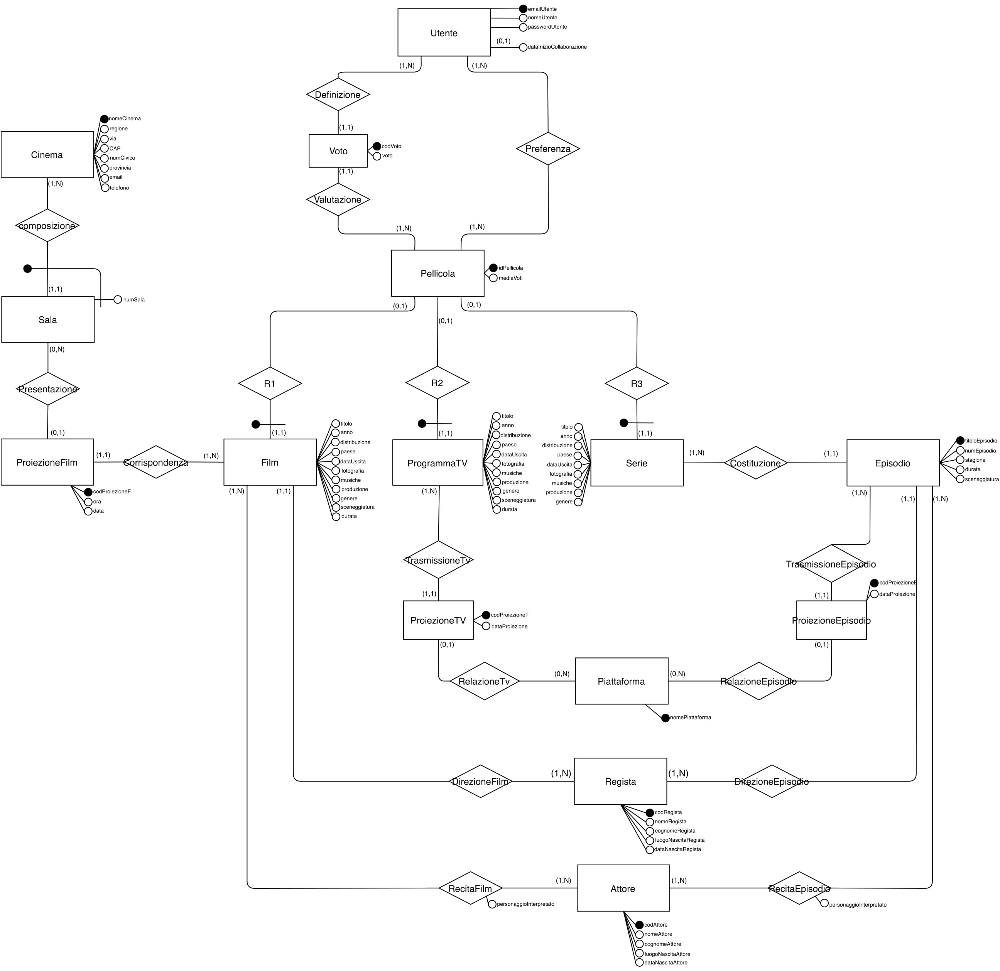 emailUtente
nomeUtente
passwordUtente
Utente
(0,1)
dataInizioCollaborazione
(1,N)
(1,N)
Definizione
(1,1)
Voto
codVoto
voto
(1,1)
Preferenza
Valutazione
(1,N)
(1,N)
nomeCinema
regione
via
CAP
numCivico
provincia
email
telefono
Cinema
(1,N)
composizione
(1,1)
numSala
Sala
(0,N)
Presentazione
(0,1)
Pellicola
idPellicola
mediaVoti
(0,1)
(0,1)
(0,1)
R1
R2
R3
(1,1)
(1,1)
(1,1)
ProiezioneFilm
(1,1)
Corrispondenza
(1,N)
codProiezioneF
ora
data
Film
titolo
anno
distribuzione
paese
dataUscita
fotografia
musiche
produzione
genere
sceneggiatura
durata
(1,N)
(1,1)
ProgrammaTV
titolo
anno
distribuzione
paese
dataUscita
fotografia
musiche
produzione
genere
sceneggiatura
durata
(1,N)
titolo
anno
distribuzione
paese
dataUscita
fotografia
musiche
produzione
genere
Serie
(1,N)
Costituzione
(1,1)
Episodio
titoloEpisodio
numEpisodio
stagione
durata
sceneggiatura
(1,N)
(1,1)
(1,N)
TrasmissioneTv
(1,1)
TrasmissioneEpisodio
(1,1)
codProiezioneE
dataProiezione
ProiezioneTV
codProiezioneT
dataProiezione
(0,1)
ProiezioneEpisodio
(0,1)
RelazioneTv
(0,N)
Piattaforma
(0,N)
RelazioneEpisodio
nomePiattaforma
DirezioneFilm
(1,N)
Regista
(1,N)
DirezioneEpisodio
codRegista
nomeRegista
cognomeRegista
luogoNascitaRegista
dataNascitaRegista
RecitaFilm
personaggioInterpretato
(1,N)
Attore
(1,N)
RecitaEpisodio
personaggioInterpretato
codAttore
nomeAttore
cognomeAttore
luogoNascitaAttore
dataNascitaAttore